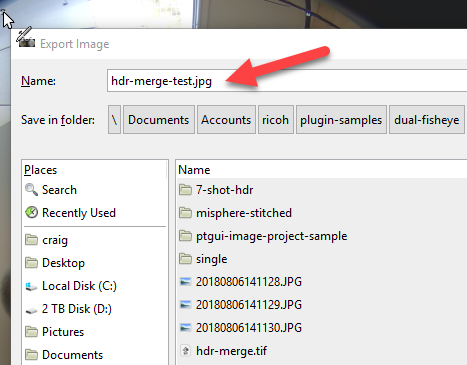 Export Image
Name: hdr-merge-test.jpg
Save in folder: \ Documents Accounts ricoh plugin-samples dual-fisheye
Places
Search
Recently Used
craig
Desktop
Local Disk (C:)
2 TB Disk (D:)
Pictures
Documents
Name
7-shot-hdr
misphere-stitched
ptgui-image-project-sample
single
20180806141128.JPG
20180806141129.JPG
20180806141130.JPG
hdr-merge.tif